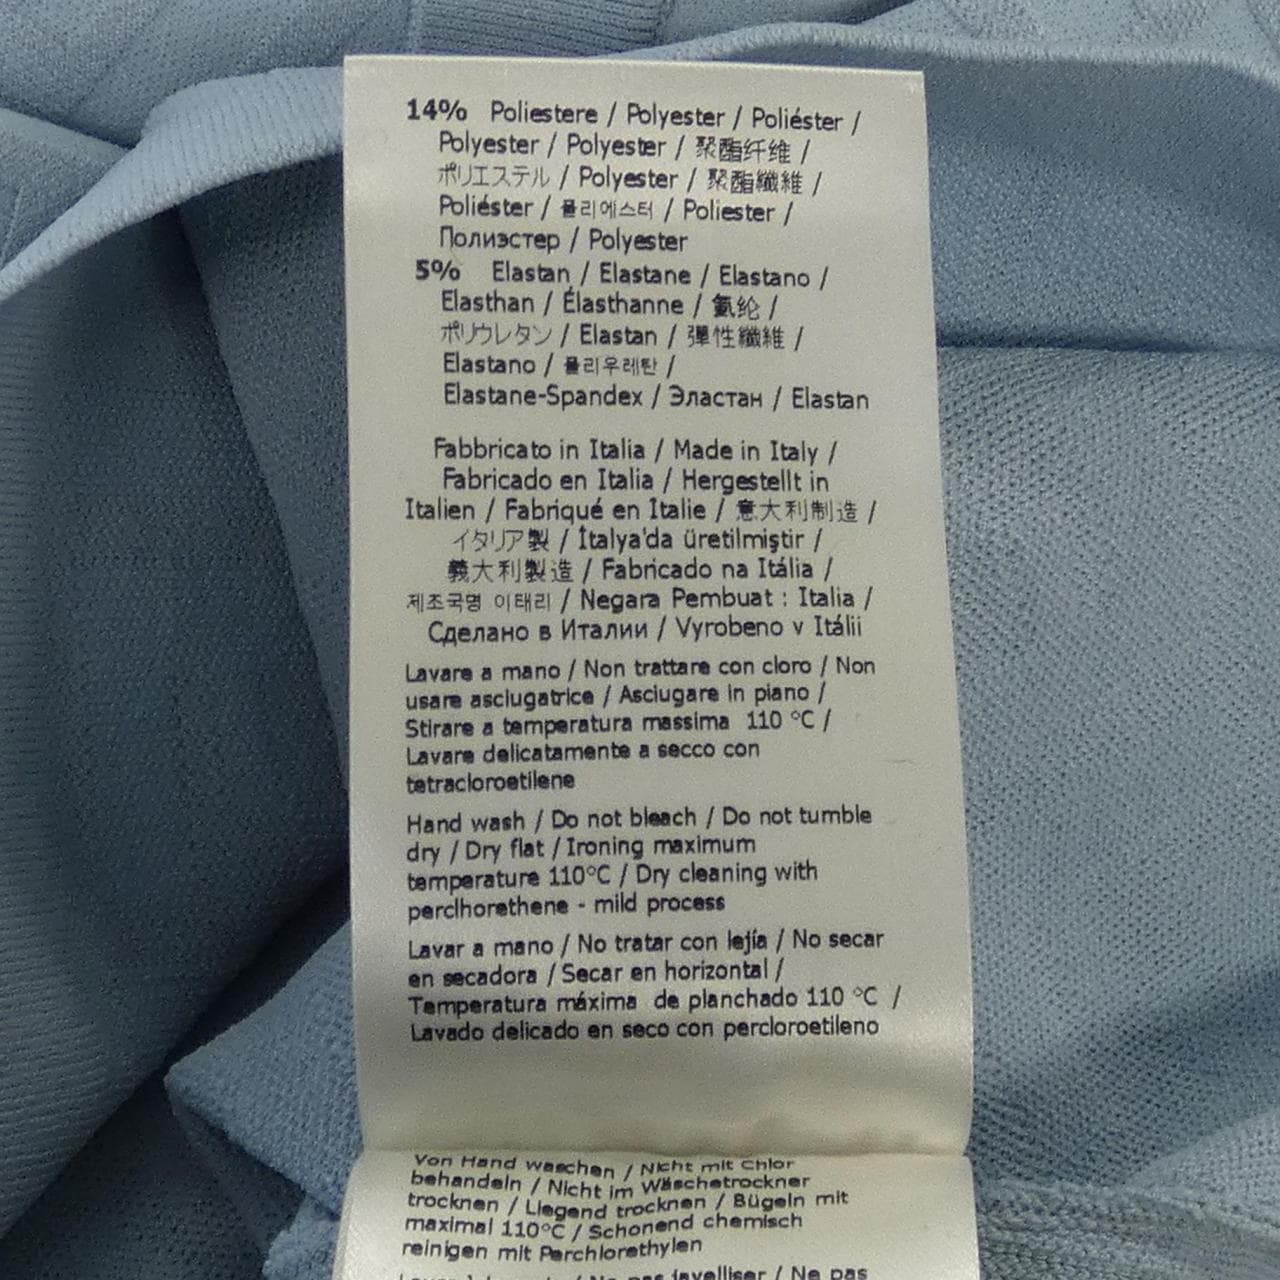 14% Poliestere / Polyester / Poliéster /
Polyester / Polyester / 聚酯纤维 /
ポリエステル / Polyester / 聚酯纖維 /
Poliéster / 폴리에스터 / Poliester /
Полиэстер / Polyester
5% Elastan / Elastane / Elastano /
Elasthan / Élasthanne / 氨纶 /
ポリウレタン / Elastan / 彈性纖維 /
Elastano / 폴리우레탄 /
Elastane-Spandex / Эластан / Elastan
Fabbricato in Italia / Made in Italy /
Fabricado en Italia / Hergestellt in
Italien / Fabriqué en Italie / 意大利制造 /
イタリア製 / İtalya'da üretilmiştir /
義大利製造 / Fabricado na Itália /
제조국명 이태리 / Negara Pembuat : Italia /
Сделано в Италии / Vyrobeno v Itálii
Lavare a mano / Non trattare con cloro / Non
usare asciugatrice / Asciugare in piano /
Stirare a temperatura massima 110 °C /
Lavare delicatamente a secco con
tetracloroetilene
Hand wash / Do not bleach / Do not tumble
dry / Dry flat / Ironing maximum
temperature 110°C / Dry cleaning with
perclhorethene - mild process
Lavar a mano / No tratar con lejía / No secar
en secadora / Secar en horizontal /
Temperatura máxima de planchado 110 °C /
Lavado delicado en seco con percloroetileno
Von Hand waschen / Nicht mit Chlor
behandeln / Nicht im Wäschetrockner
trocknen / Liegend trocknen / Bügeln mit
maximal 110°C / Schonend chemisch
reinigen mit Perchlorethylen
/ Ne pas javelliser / Ne pas